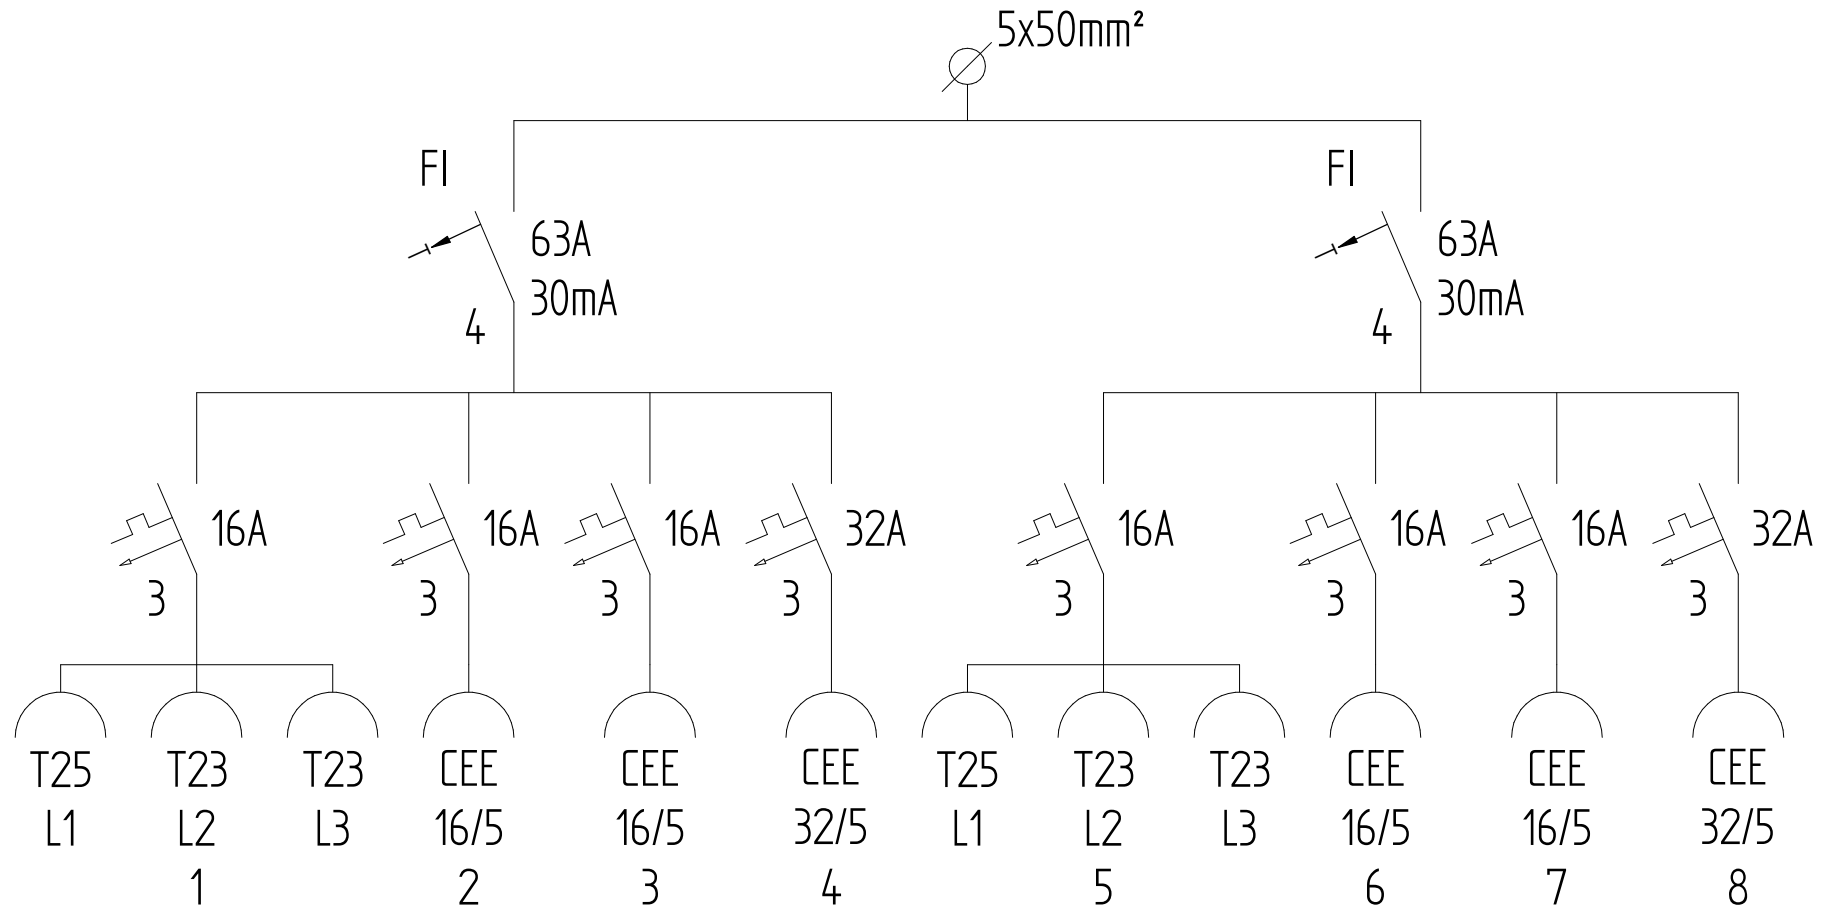 5x50mm²
FI FI
63A 63A
30mA 30mA
4 4
16A 16A 16A 32A 16A 16A 16A 32A
3 3 3 3 3 3 3 3
T25 T23 T23 CEE CEE CEE T25 T23 T23 CEE CEE CEE
L1 L2 L3 16/5 16/5 32/5 L1 L2 L3 16/5 16/5 32/5
1 2 3 4 5 6 7 8